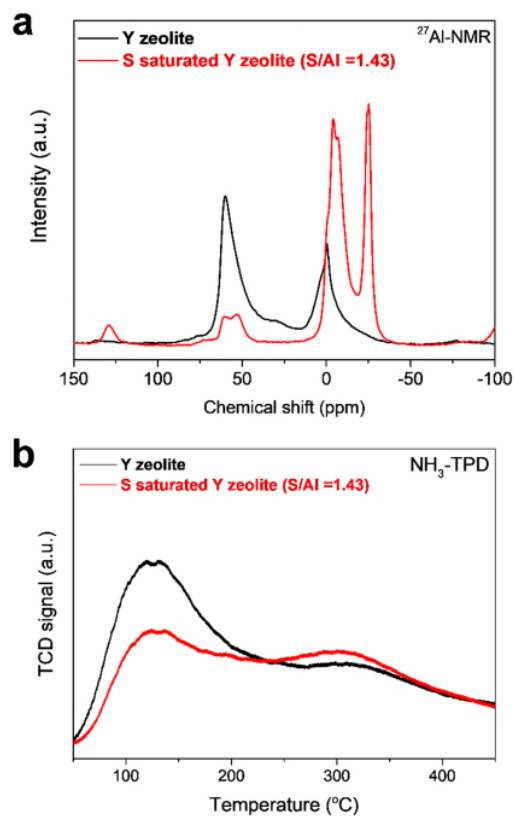 a
Y zeolite
S saturated Y zeolite (S/Al =1.43)
²⁷Al-NMR
Intensity (a.u.)
150 100 50 0 -50 -100
Chemical shift (ppm)
b
Y zeolite
S saturated Y zeolite (S/Al =1.43)
NH₃-TPD
TCD signal (a.u.)
100 200 300 400
Temperature (ºC)